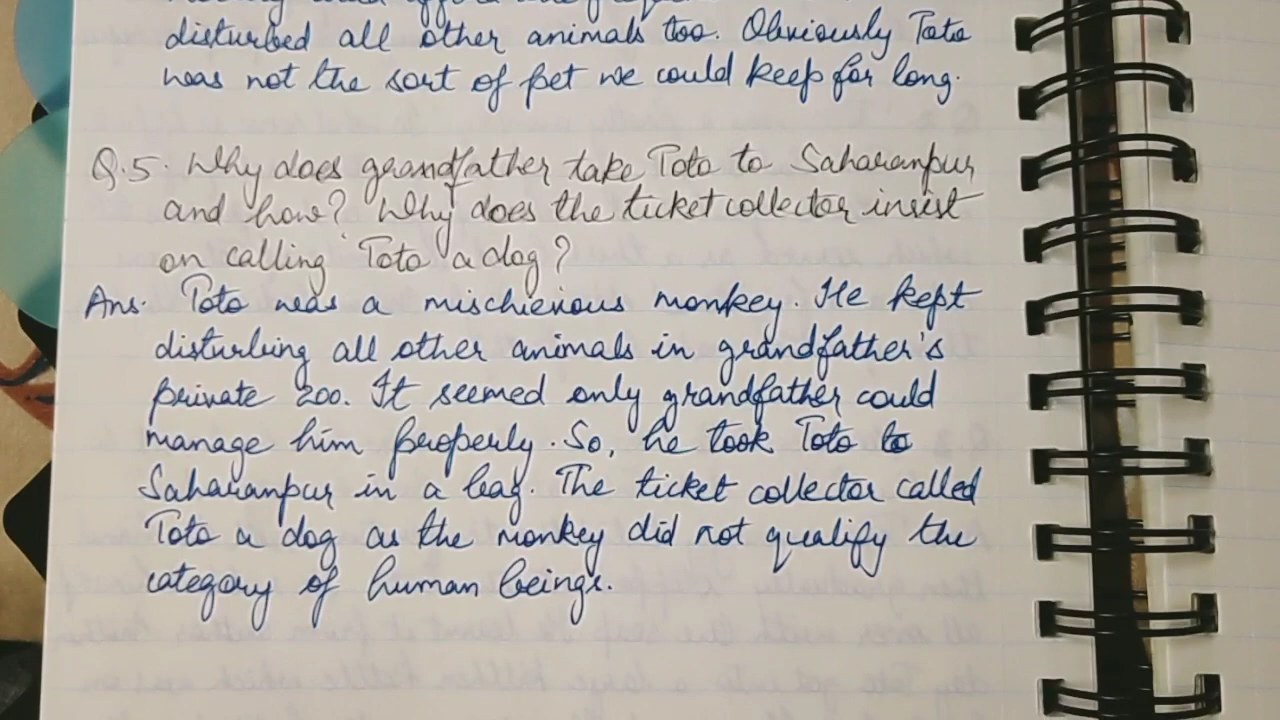 disturbed all other animals too. Obviously Toto
was not the sort of pet we could keep for long.
Q.5. Why does grandfather take Toto to Saharanpur
and how? Why does the ticket collector insist
on calling Toto a dog?
Ans. Toto was a mischievous monkey. He kept
disturbing all other animals in grandfather's
private zoo. It seemed only grandfather could
manage him properly. So, he took Toto to
Saharanpur in a bag. The ticket collector called
Toto a dog as the monkey did not qualify the
category of human beings.